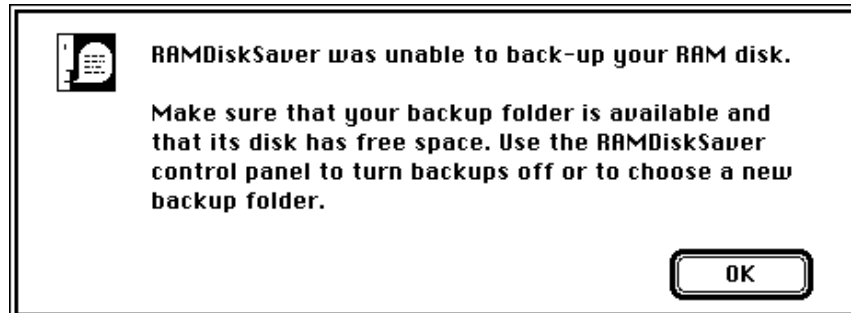 RAMDiskSaver was unable to back-up your RAM disk.
Make sure that your backup folder is available and
that its disk has free space. Use the RAMDiskSaver
control panel to turn backups off or to choose a new
backup folder.
OK